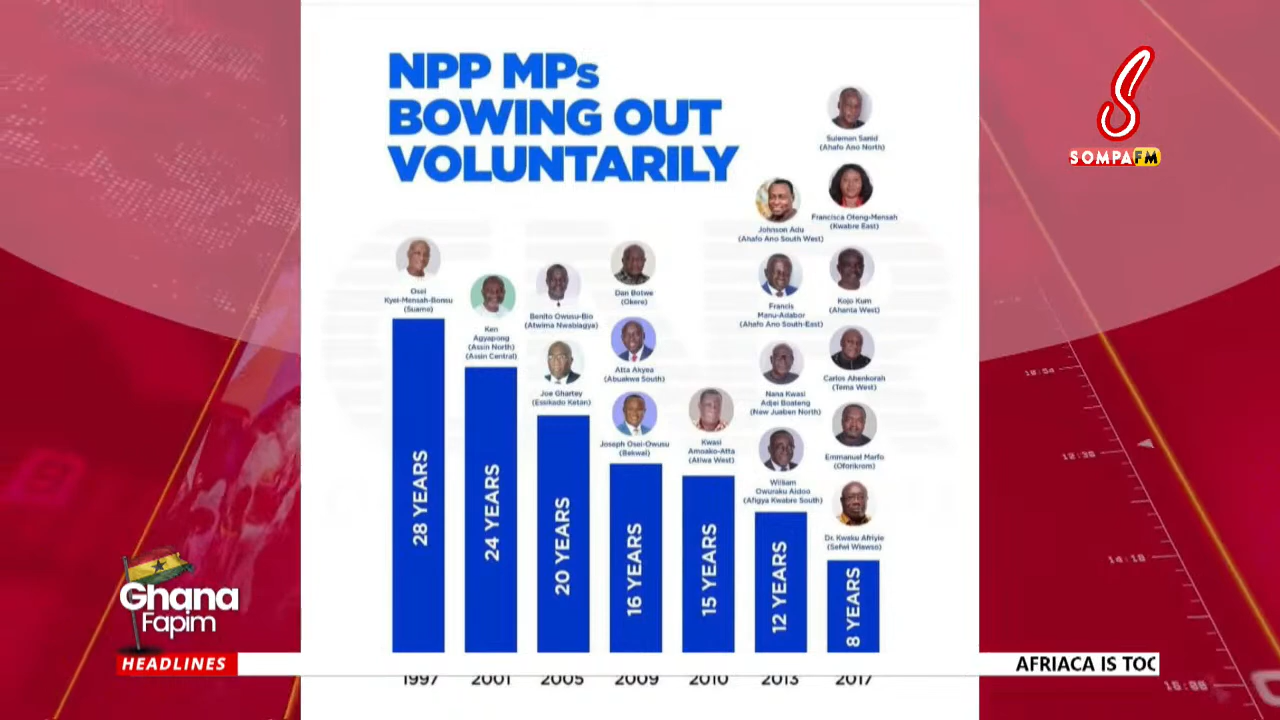 NPP MPs
BOWING OUT
VOLUNTARILY
SOMPA FM
Suleman Sanid
(Ahafo Ano North)
Johnson Adu
(Ahafo Ano South West)
Francisca Oteng-Mensah
(Kwabre East)
Osei
Kyei-Mensah-Bonsu
(Suame)
Ken
Agyapong
(Assin North)
(Assin Central)
Benito Owusu-Bio
(Atwima Nwabiagya)
Joe Ghartey
(Essikado Ketan)
Dan Botwe
(Okere)
Atta Akyea
(Abuakwa South)
Joseph Osei-Owusu
(Bekwai)
Kwasi
Amoako-Atta
(Atiwa West)
Francis
Manu-Adabor
(Ahafo Ano South-East)
Nana Kwasi
Adjei Boateng
(New Juaben North)
William
Owuraku Aidoo
(Afigya Kwabre South)
Kojo Kum
(Ahanta West)
Carlos Ahenkorah
(Tema West)
Emmanuel Marfo
(Oforikrom)
Dr. Kwaku Afriyie
(Sefwi Wiawso)
28 YEARS
24 YEARS
20 YEARS
16 YEARS
15 YEARS
12 YEARS
8 YEARS
1997 2001 2005 2009 2010 2013 2017
Ghana
Fapim
HEADLINES
AFRIACA IS TOO
12:36
14:18